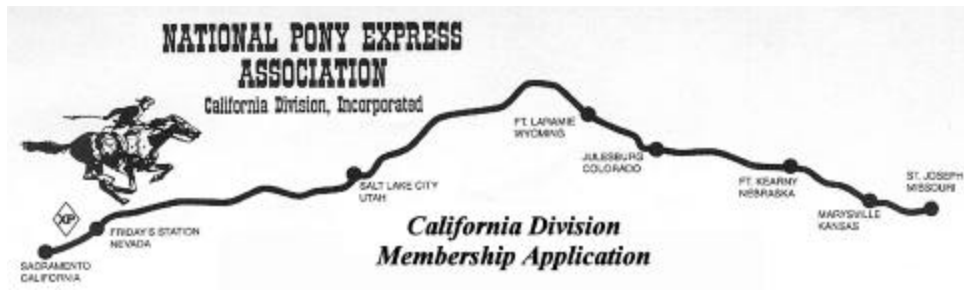 NATIONAL PONY EXPRESS
ASSOCIATION
California Division, Incorporated
FT. LARAMIE
WYOMING
JULESBURG
COLORADO
SALT LAKE CITY
UTAH
FT. KEARNY
NEBRASKA
ST. JOSEPH
MISSOURI
MARYSVILLE
KANSAS
XP
FRIDAY'S STATION
NEVADA
SACRAMENTO
CALIFORNIA
California Division
Membership Application